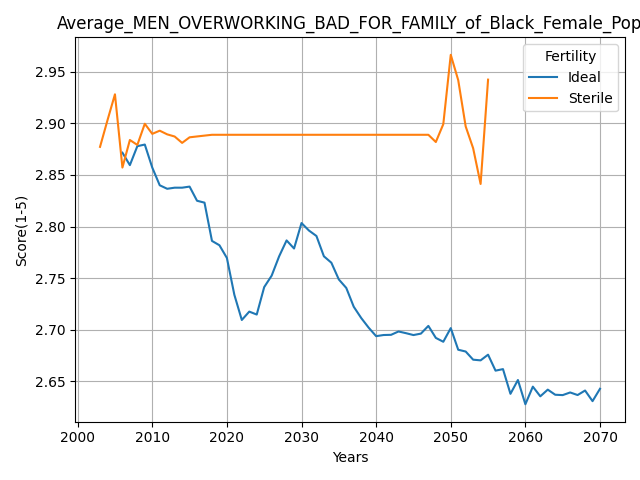 Average_MEN_OVERWORKING_BAD_FOR_FAMILY_of_Black_Female_Pop
Fertility
Ideal
Sterile
Score(1-5)
2.95
2.90
2.85
2.80
2.75
2.70
2.65
2000 2010 2020 2030 2040 2050 2060 2070
Years